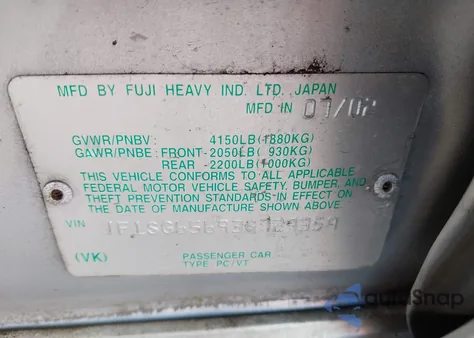 MFD BY FUJI HEAVY IND. LTD. JAPAN
MFD IN 07/02
GVWR/PNBV : 4150LB(1880KG)
GAWR/PNBE : FRONT-2050LB( 930KG)
REAR -2200LB(1000KG)
THIS VEHICLE CONFORMS TO ALL APPLICABLE
FEDERAL MOTOR VEHICLE SAFETY, BUMPER, AND
THEFT PREVENTION STANDARDS IN EFFECT ON
THE DATE OF MANUFACTURE SHOWN ABOVE.
VIN
(VK) PASSENGER CAR
TYPE PC/VT
autoSnap